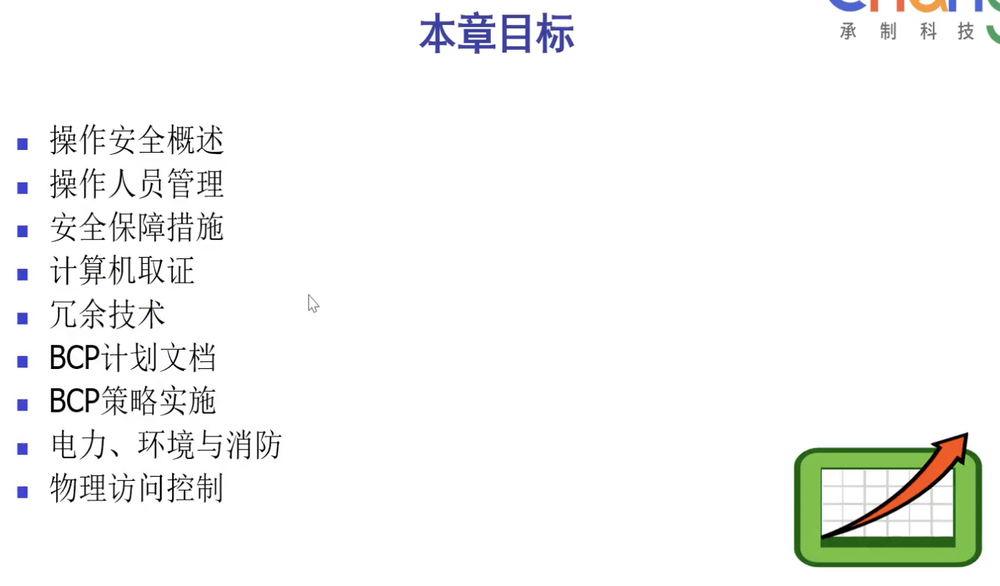 本章目标
承制科技
操作安全概述
操作人员管理
安全保障措施
计算机取证
冗余技术
BCP计划文档
BCP策略实施
电力、环境与消防
物理访问控制